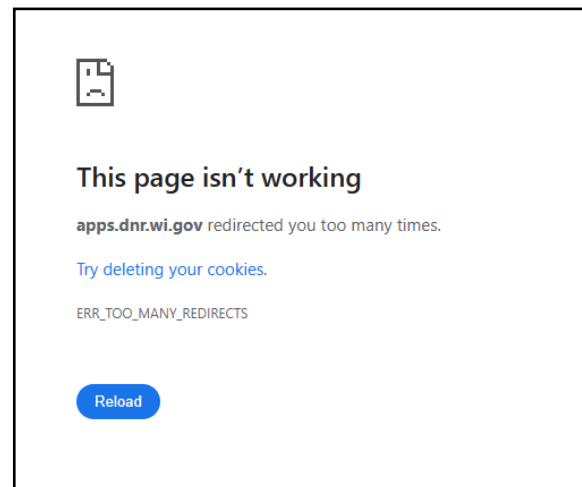 This page isn’t working
apps.dnr.wi.gov redirected you too many times.
Try deleting your cookies.
ERR_TOO_MANY_REDIRECTS
Reload